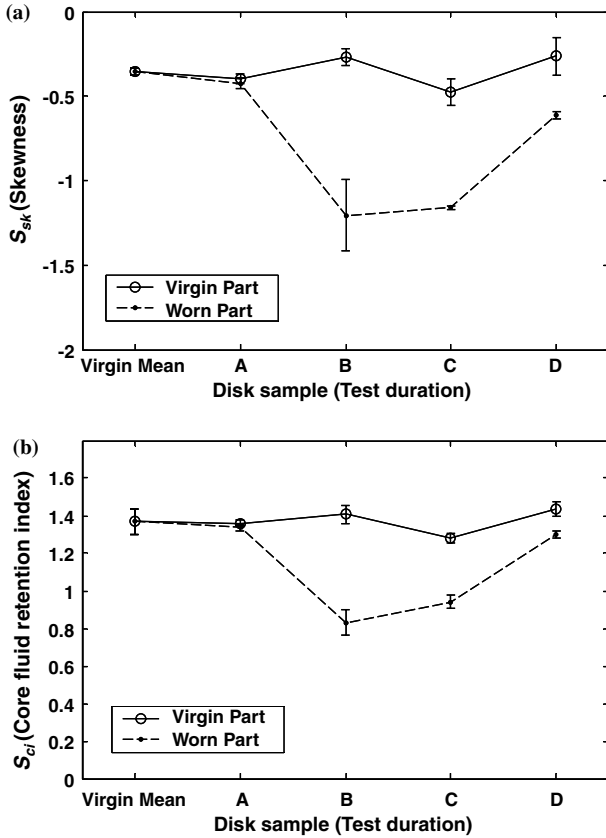 (a)
0
-0.5
-1
-1.5
-2
S_sk (Skewness)
Virgin Part
Worn Part
Virgin Mean A B C D
Disk sample (Test duration)
(b)
1.6
1.4
1.2
1
0.8
0.6
0.4
0.2
0
S_ci (Core fluid retention index)
Virgin Part
Worn Part
Virgin Mean A B C D
Disk sample (Test duration)